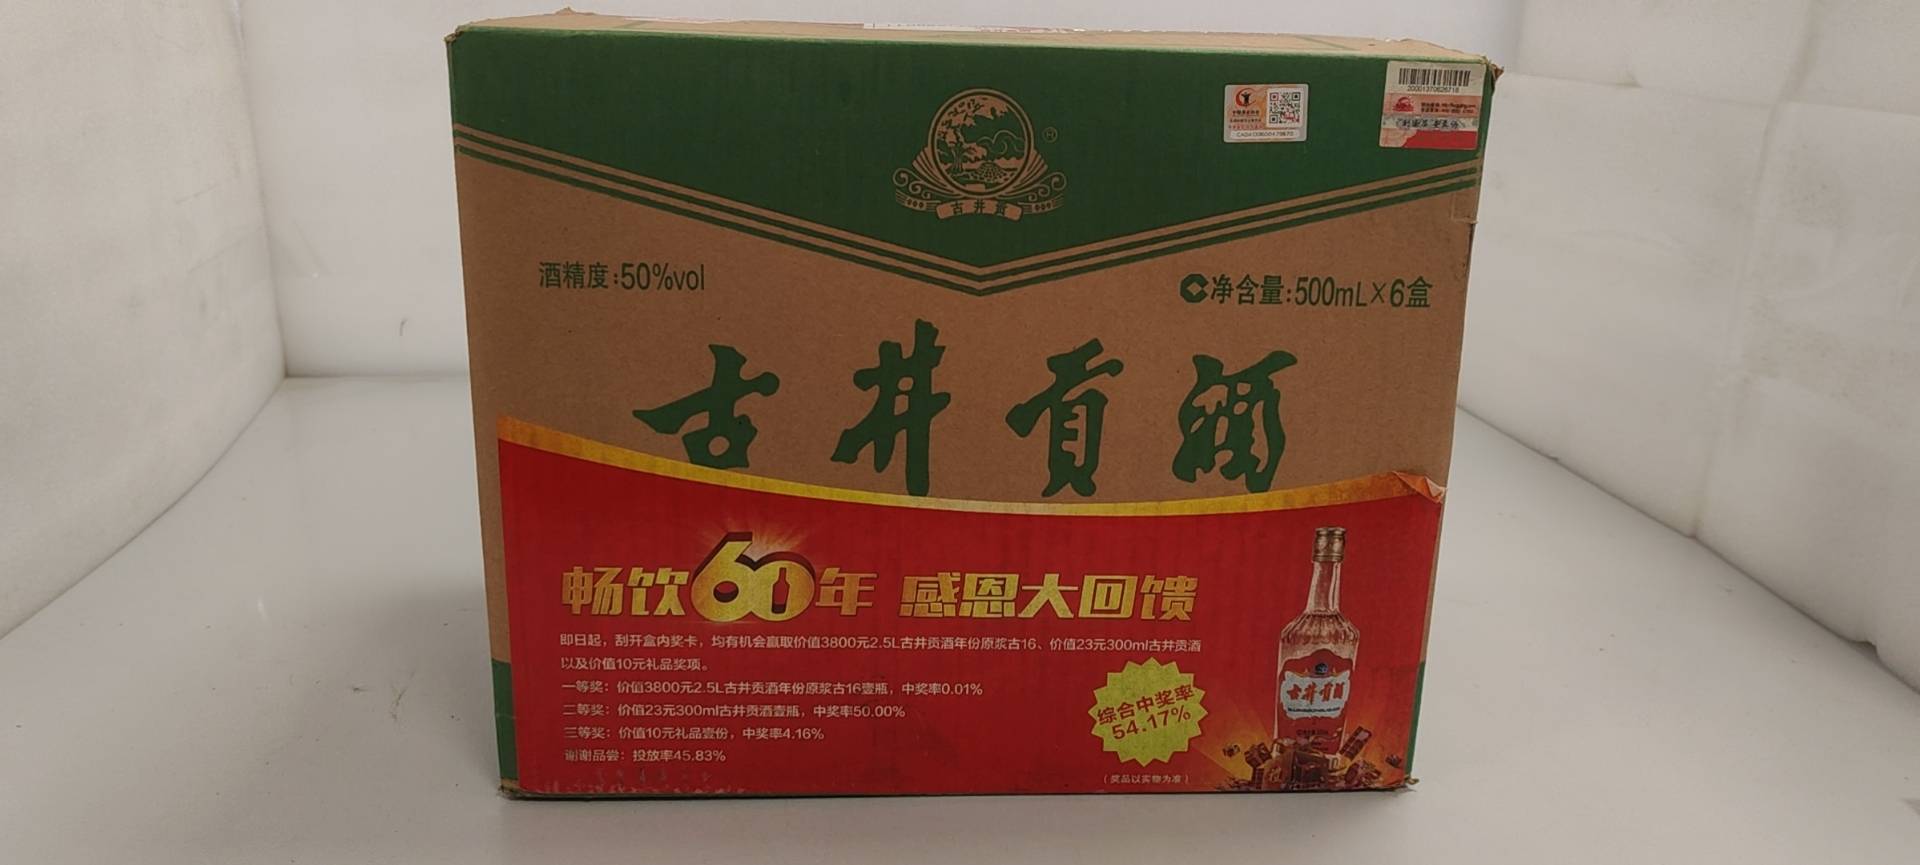 20001370626718
古井贡
®
酒精度:50%vol
净含量:500mL×6盒
古井贡酒
畅饮60年 感恩大回馈
即日起，刮开盒内奖卡，均有机会赢取价值3800元2.5L古井贡酒年份原浆古16、价值23元300ml古井贡酒
以及价值10元礼品奖项。
一等奖：价值3800元2.5L古井贡酒年份原浆古16壹瓶，中奖率0.01%
二等奖：价值23元300ml古井贡酒壹瓶，中奖率50.00%
三等奖：价值10元礼品壹份，中奖率4.16%
谢谢品尝：投放率45.83%
综合中奖率
54.17%
（奖品以实物为准）
古井贡酒